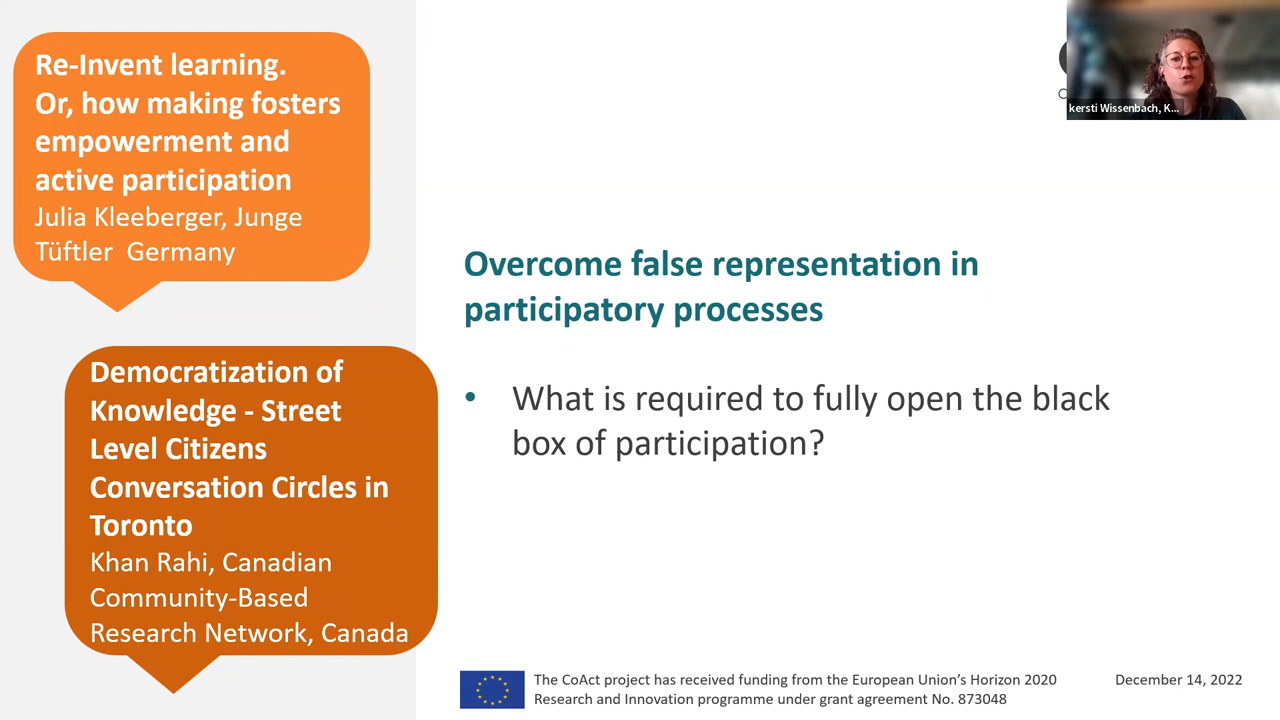 Re-Invent learning.
Or, how making fosters
empowerment and
active participation
Julia Kleeberger, Junge
Tüftler Germany
Democratization of
Knowledge - Street
Level Citizens
Conversation Circles in
Toronto
Khan Rahi, Canadian
Community-Based
Research Network, Canada
kersti Wissenbach, K...
Overcome false representation in
participatory processes
• What is required to fully open the black
box of participation?
The CoAct project has received funding from the European Union's Horizon 2020
Research and Innovation programme under grant agreement No. 873048
December 14, 2022